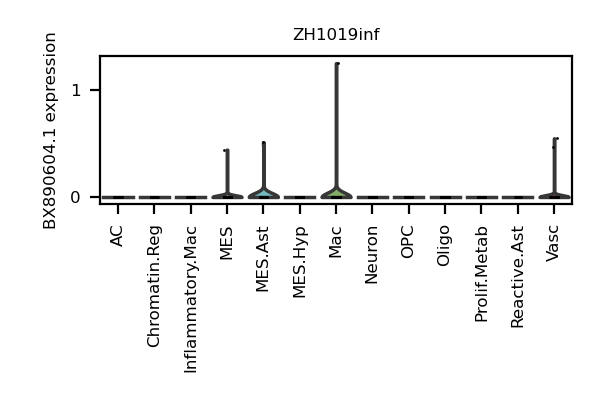 ZH1019inf
BX890604.1 expression
1
0
AC
Chromatin.Reg
Inflammatory.Mac
MES
MES.Ast
MES.Hyp
Mac
Neuron
OPC
Oligo
Prolif.Metab
Reactive.Ast
Vasc